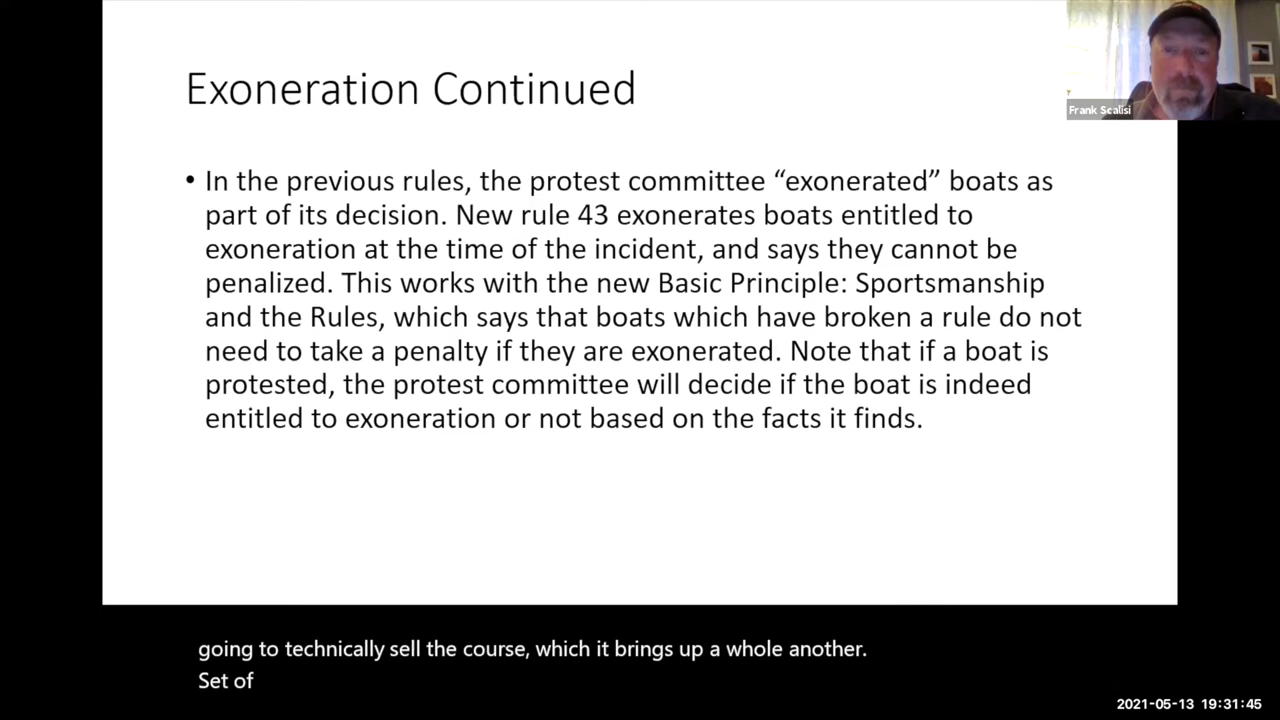 Exoneration Continued
Frank Scalisi
• In the previous rules, the protest committee “exonerated” boats as
part of its decision. New rule 43 exonerates boats entitled to
exoneration at the time of the incident, and says they cannot be
penalized. This works with the new Basic Principle: Sportsmanship
and the Rules, which says that boats which have broken a rule do not
need to take a penalty if they are exonerated. Note that if a boat is
protested, the protest committee will decide if the boat is indeed
entitled to exoneration or not based on the facts it finds.
going to technically sell the course, which it brings up a whole another.
Set of
2021-05-13 19:31:45